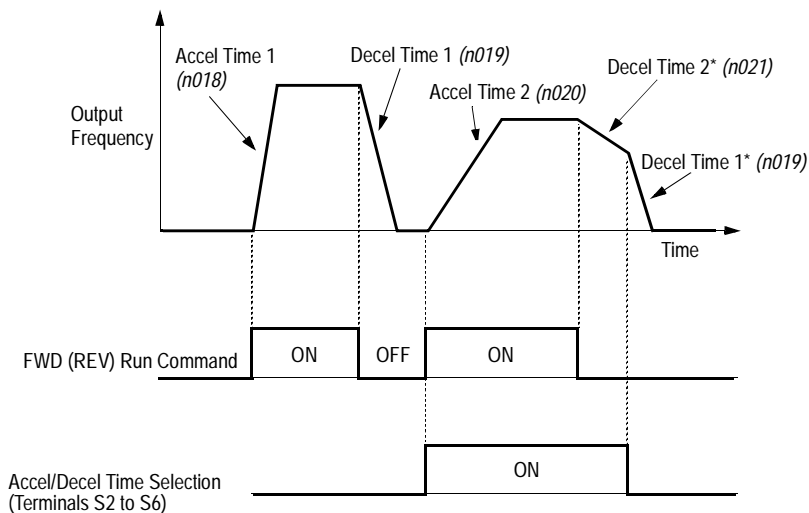 Accel Time 1
(n018)
Decel Time 1 (n019)
Accel Time 2 (n020)
Decel Time 2* (n021)
Output
Frequency
Decel Time 1* (n019)
Time
FWD (REV) Run Command
ON
OFF
ON
Accel/Decel Time Selection
(Terminals S2 to S6)
ON